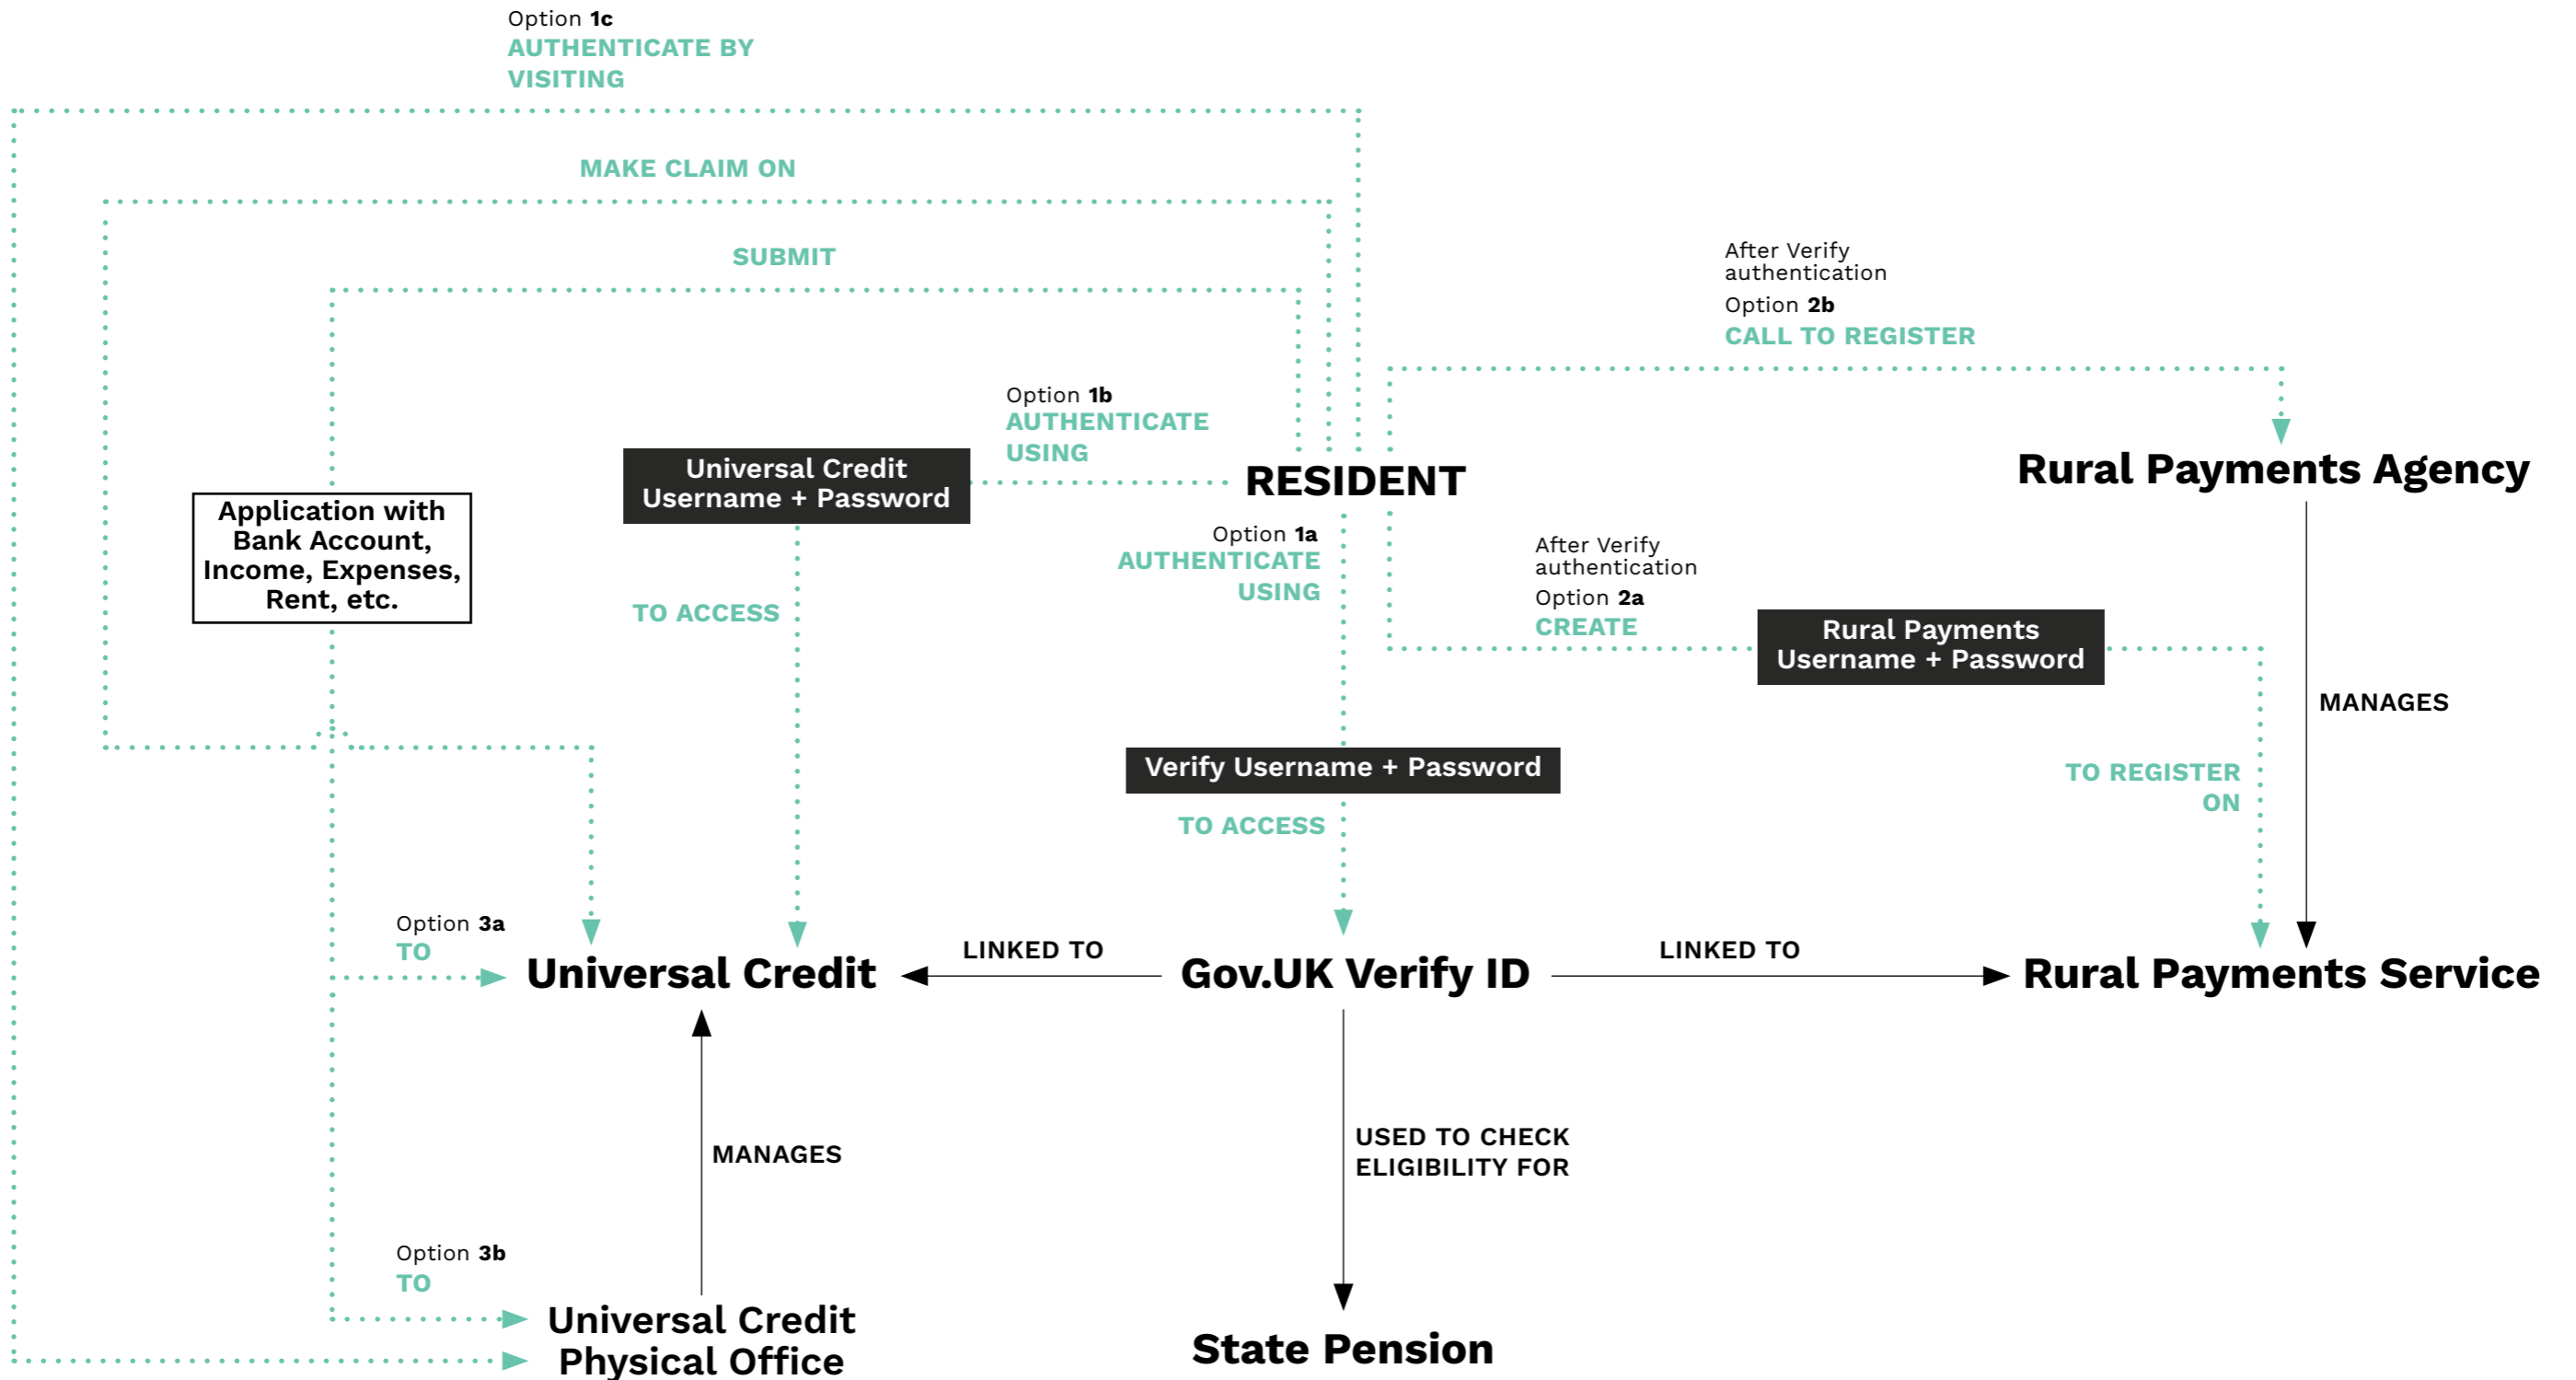 Option 1c
AUTHENTICATE BY
VISITING
MAKE CLAIM ON
SUBMIT
After Verify
authentication
Option 2b
CALL TO REGISTER
Option 1b
AUTHENTICATE
USING
Universal Credit
Username + Password
RESIDENT
Rural Payments Agency
Application with
Bank Account,
Income, Expenses,
Rent, etc.
Option 1a
AUTHENTICATE
USING
After Verify
authentication
Option 2a
CREATE
TO ACCESS
Rural Payments
Username + Password
MANAGES
Verify Username + Password
TO REGISTER
ON
TO ACCESS
Option 3a
TO
Universal Credit
LINKED TO
Gov.UK Verify ID
LINKED TO
Rural Payments Service
MANAGES
USED TO CHECK
ELIGIBILITY FOR
Option 3b
TO
Universal Credit
Physical Office
State Pension